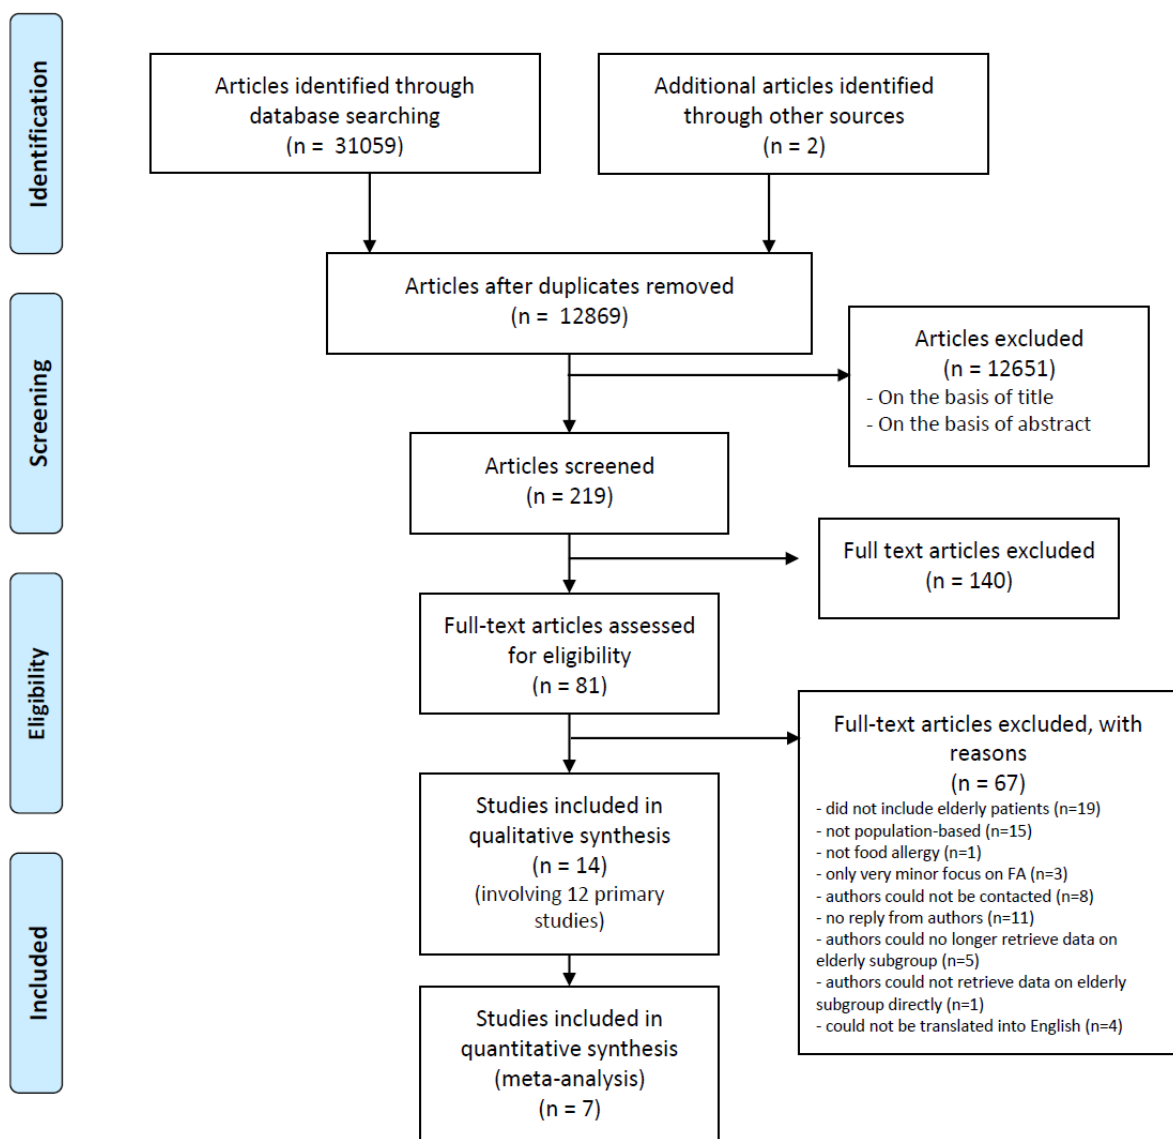 Identification
Articles identified through
database searching
(n = 31059)
Additional articles identified
through other sources
(n = 2)
Articles after duplicates removed
(n = 12869)
Screening
Articles excluded
(n = 12651)
- On the basis of title
- On the basis of abstract
Articles screened
(n = 219)
Full text articles excluded
(n = 140)
Eligibility
Full-text articles assessed
for eligibility
(n = 81)
Full-text articles excluded, with
reasons
(n = 67)
- did not include elderly patients (n=19)
- not population-based (n=15)
- not food allergy (n=1)
- only very minor focus on FA (n=3)
- authors could not be contacted (n=8)
- no reply from authors (n=11)
- authors could no longer retrieve data on
elderly subgroup (n=5)
- authors could not retrieve data on elderly
subgroup directly (n=1)
- could not be translated into English (n=4)
Studies included in
qualitative synthesis
(n = 14)
(involving 12 primary
studies)
Included
Studies included in
quantitative synthesis
(meta-analysis)
(n = 7)